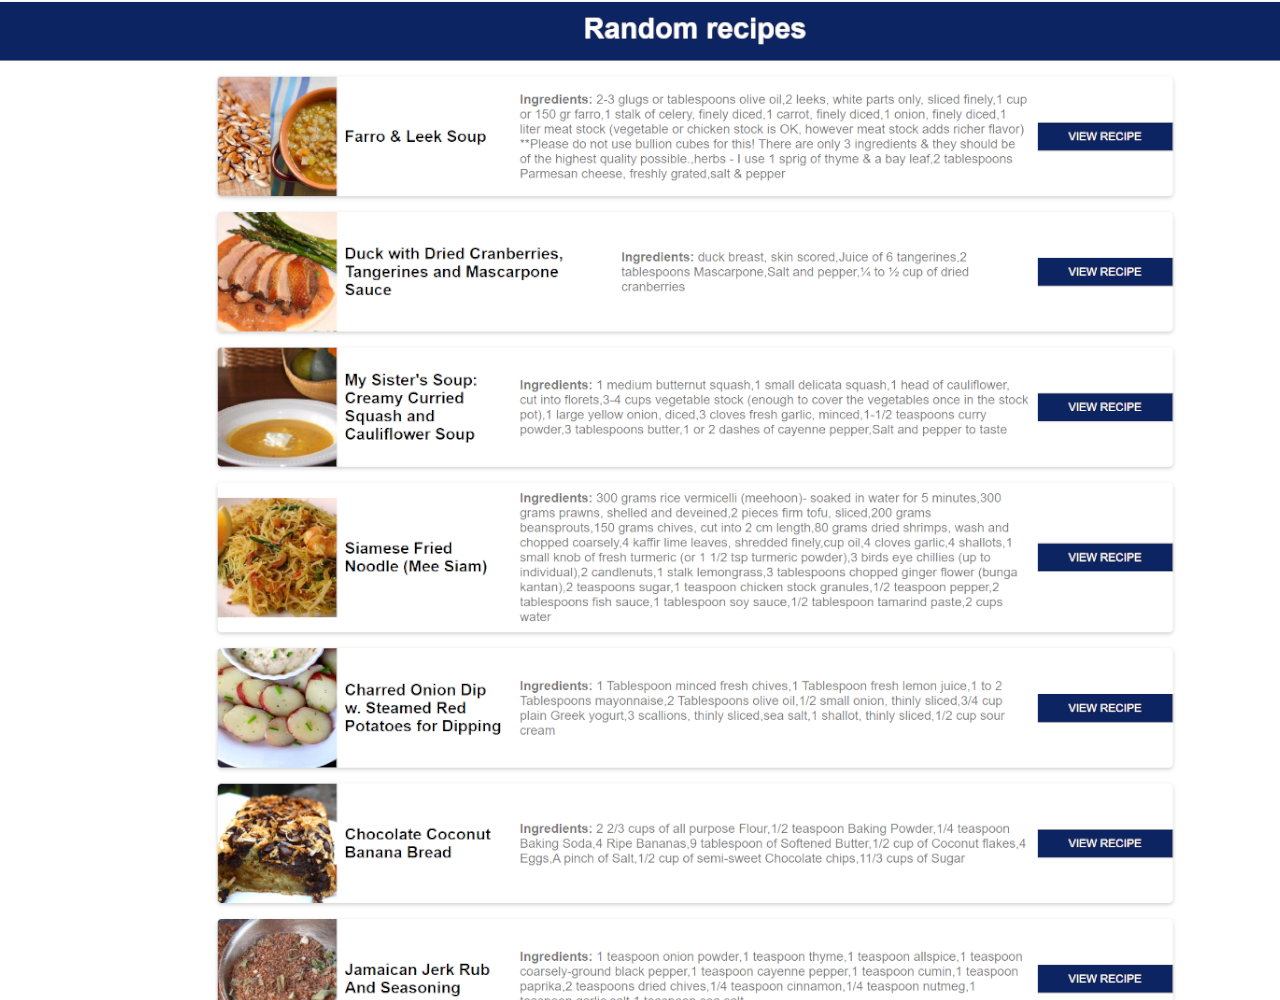 Random recipes
Farro & Leek Soup
Ingredients: 2-3 glugs or tablespoons olive oil,2 leeks, white parts only, sliced finely,1 cup
or 150 gr farro,1 stalk of celery, finely diced,1 carrot, finely diced,1 onion, finely diced,1
liter meat stock (vegetable or chicken stock is OK, however meat stock adds richer flavor)
**Please do not use bullion cubes for this! There are only 3 ingredients & they should be
of the highest quality possible.,herbs - I use 1 sprig of thyme & a bay leaf,2 tablespoons
Parmesan cheese, freshly grated,salt & pepper
VIEW RECIPE
Duck with Dried Cranberries,
Tangerines and Mascarpone
Sauce
Ingredients: duck breast, skin scored,Juice of 6 tangerines,2
tablespoons Mascarpone,Salt and pepper,¼ to ½ cup of dried
cranberries
VIEW RECIPE
My Sister's Soup:
Creamy Curried
Squash and
Cauliflower Soup
Ingredients: 1 medium butternut squash,1 small delicata squash,1 head of cauliflower,
cut into florets,3-4 cups vegetable stock (enough to cover the vegetables once in the stock
pot),1 large yellow onion, diced,3 cloves fresh garlic, minced,1-1/2 teaspoons curry
powder,3 tablespoons butter,1 or 2 dashes of cayenne pepper,Salt and pepper to taste
VIEW RECIPE
Siamese Fried
Noodle (Mee Siam)
Ingredients: 300 grams rice vermicelli (meehoon)- soaked in water for 5 minutes,300
grams prawns, shelled and deveined,2 pieces firm tofu, sliced,200 grams
beansprouts,150 grams chives, cut into 2 cm length,80 grams dried shrimps, wash and
chopped coarsely,4 kaffir lime leaves, shredded finely,cup oil,4 cloves garlic,4 shallots,1
small knob of fresh turmeric (or 1 1/2 tsp turmeric powder),3 birds eye chillies (up to
individual),2 candlenuts,1 stalk lemongrass,3 tablespoons chopped ginger flower (bunga
kantan),2 teaspoons sugar,1 teaspoon chicken stock granules,1/2 teaspoon pepper,2
tablespoons fish sauce,1 tablespoon soy sauce,1/2 tablespoon tamarind paste,2 cups
water
VIEW RECIPE
Charred Onion Dip
w. Steamed Red
Potatoes for Dipping
Ingredients: 1 Tablespoon minced fresh chives,1 Tablespoon fresh lemon juice,1 to 2
Tablespoons mayonnaise,2 Tablespoons olive oil,1/2 small onion, thinly sliced,3/4 cup
plain Greek yogurt,3 scallions, thinly sliced,sea salt,1 shallot, thinly sliced,1/2 cup sour
cream
VIEW RECIPE
Chocolate Coconut
Banana Bread
Ingredients: 2 2/3 cups of all purpose Flour,1/2 teaspoon Baking Powder,1/4 teaspoon
Baking Soda,4 Ripe Bananas,9 tablespoon of Softened Butter,1/2 cup of Coconut flakes,4
Eggs,A pinch of Salt,1/2 cup of semi-sweet Chocolate chips,11/3 cups of Sugar
VIEW RECIPE
Jamaican Jerk Rub
And Seasoning
Ingredients: 1 teaspoon onion powder,1 teaspoon thyme,1 teaspoon allspice,1 teaspoon
coarsely-ground black pepper,1 teaspoon cayenne pepper,1 teaspoon cumin,1 teaspoon
paprika,2 teaspoons dried chives,1/4 teaspoon cinnamon,1/4 teaspoon nutmeg,1
teaspoon garlic salt,1 teaspoon sea salt
VIEW RECIPE